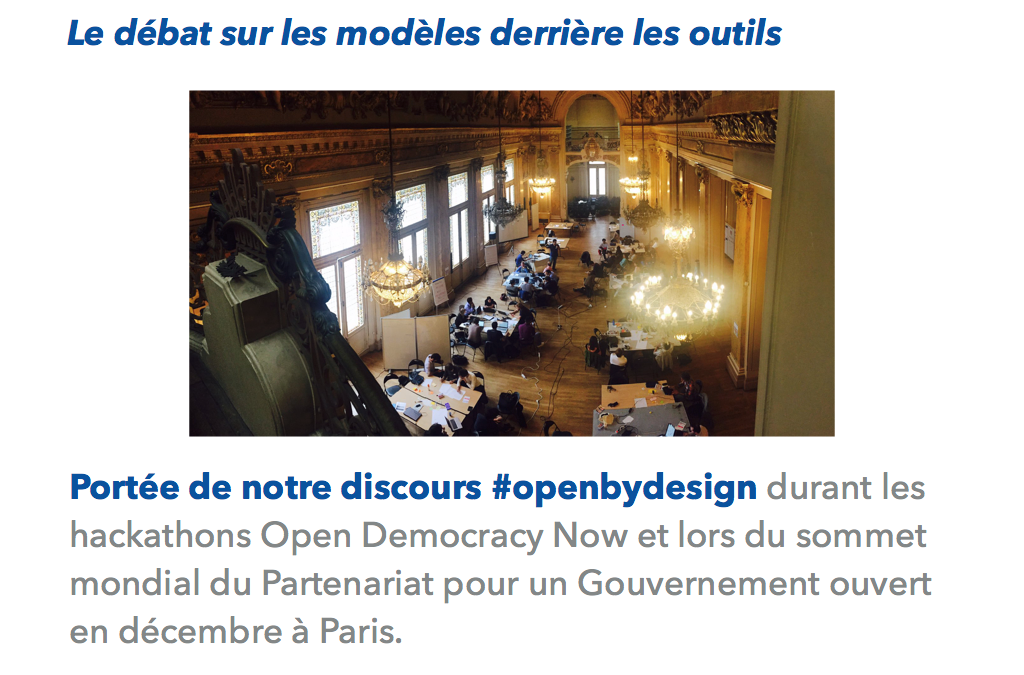 Le débat sur les modèles derrière les outils
Portée de notre discours #openbydesign durant les
hackathons Open Democracy Now et lors du sommet
mondial du Partenariat pour un Gouvernement ouvert
en décembre à Paris.